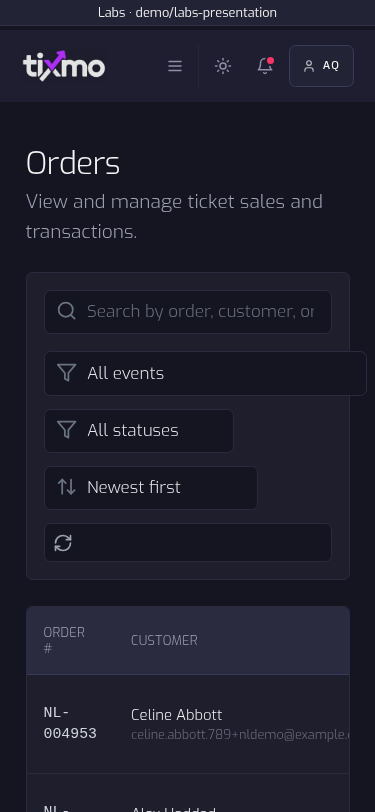 Labs · demo/labs-presentation
tixmo
AQ
Orders
View and manage ticket sales and
transactions.
Search by order, customer, or
All events
All statuses
Newest first
ORDER
#
CUSTOMER
NL-
004953
Celine Abbott
celine.abbott.789+nldemo@example.
NL-